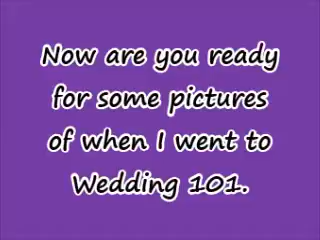 Now are you ready
for some pictures
of when I went to
Wedding 101.